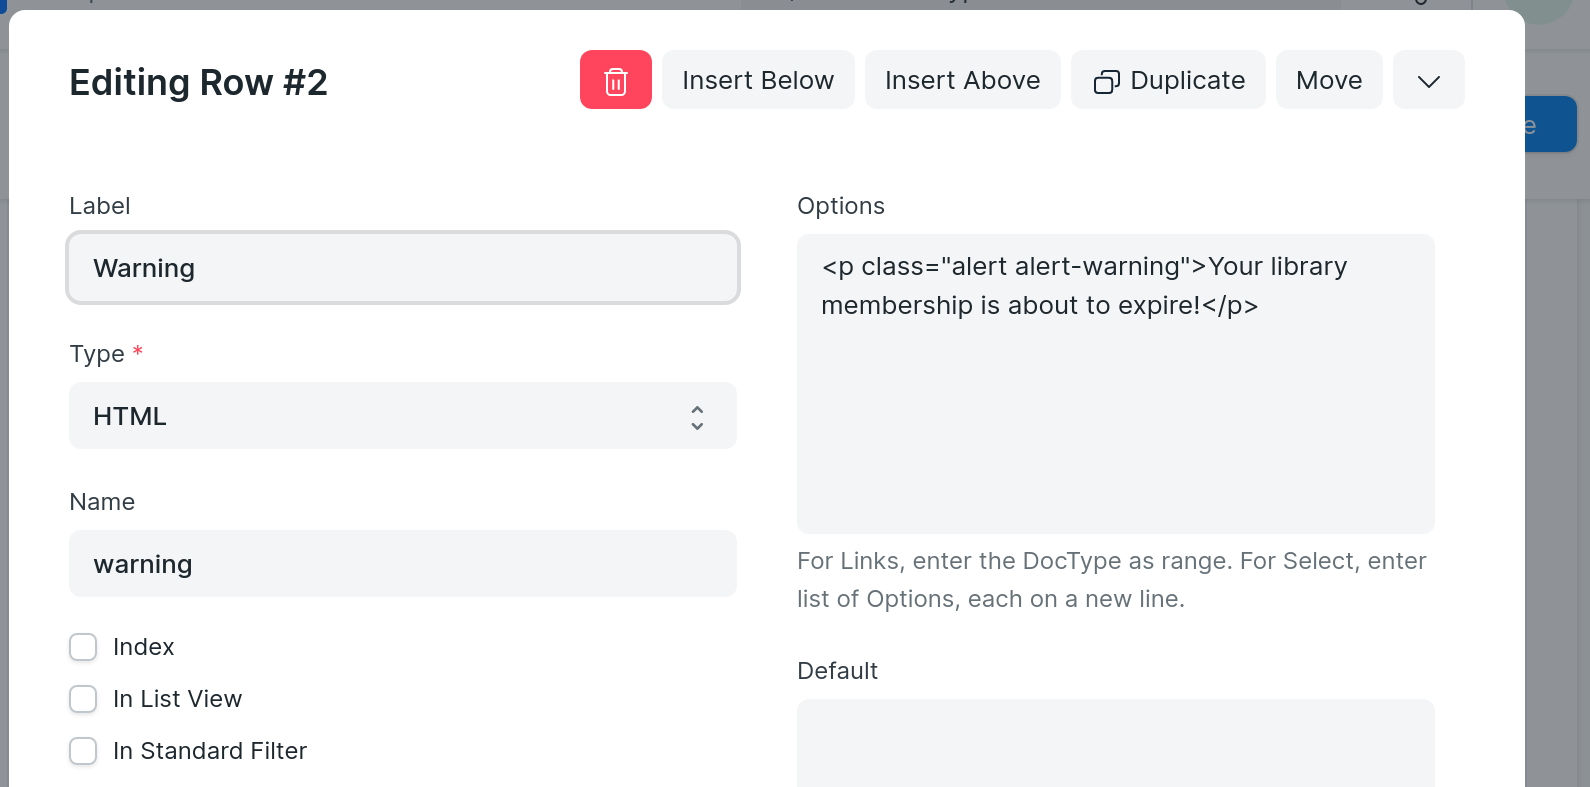 Editing Row #2
Insert Below
Insert Above
Duplicate
Move
Label
Warning
Type *
HTML
Name
warning
Index
In List View
In Standard Filter
Options
<p class="alert alert-warning">Your library
membership is about to expire!</p>
For Links, enter the DocType as range. For Select, enter
list of Options, each on a new line.
Default
e